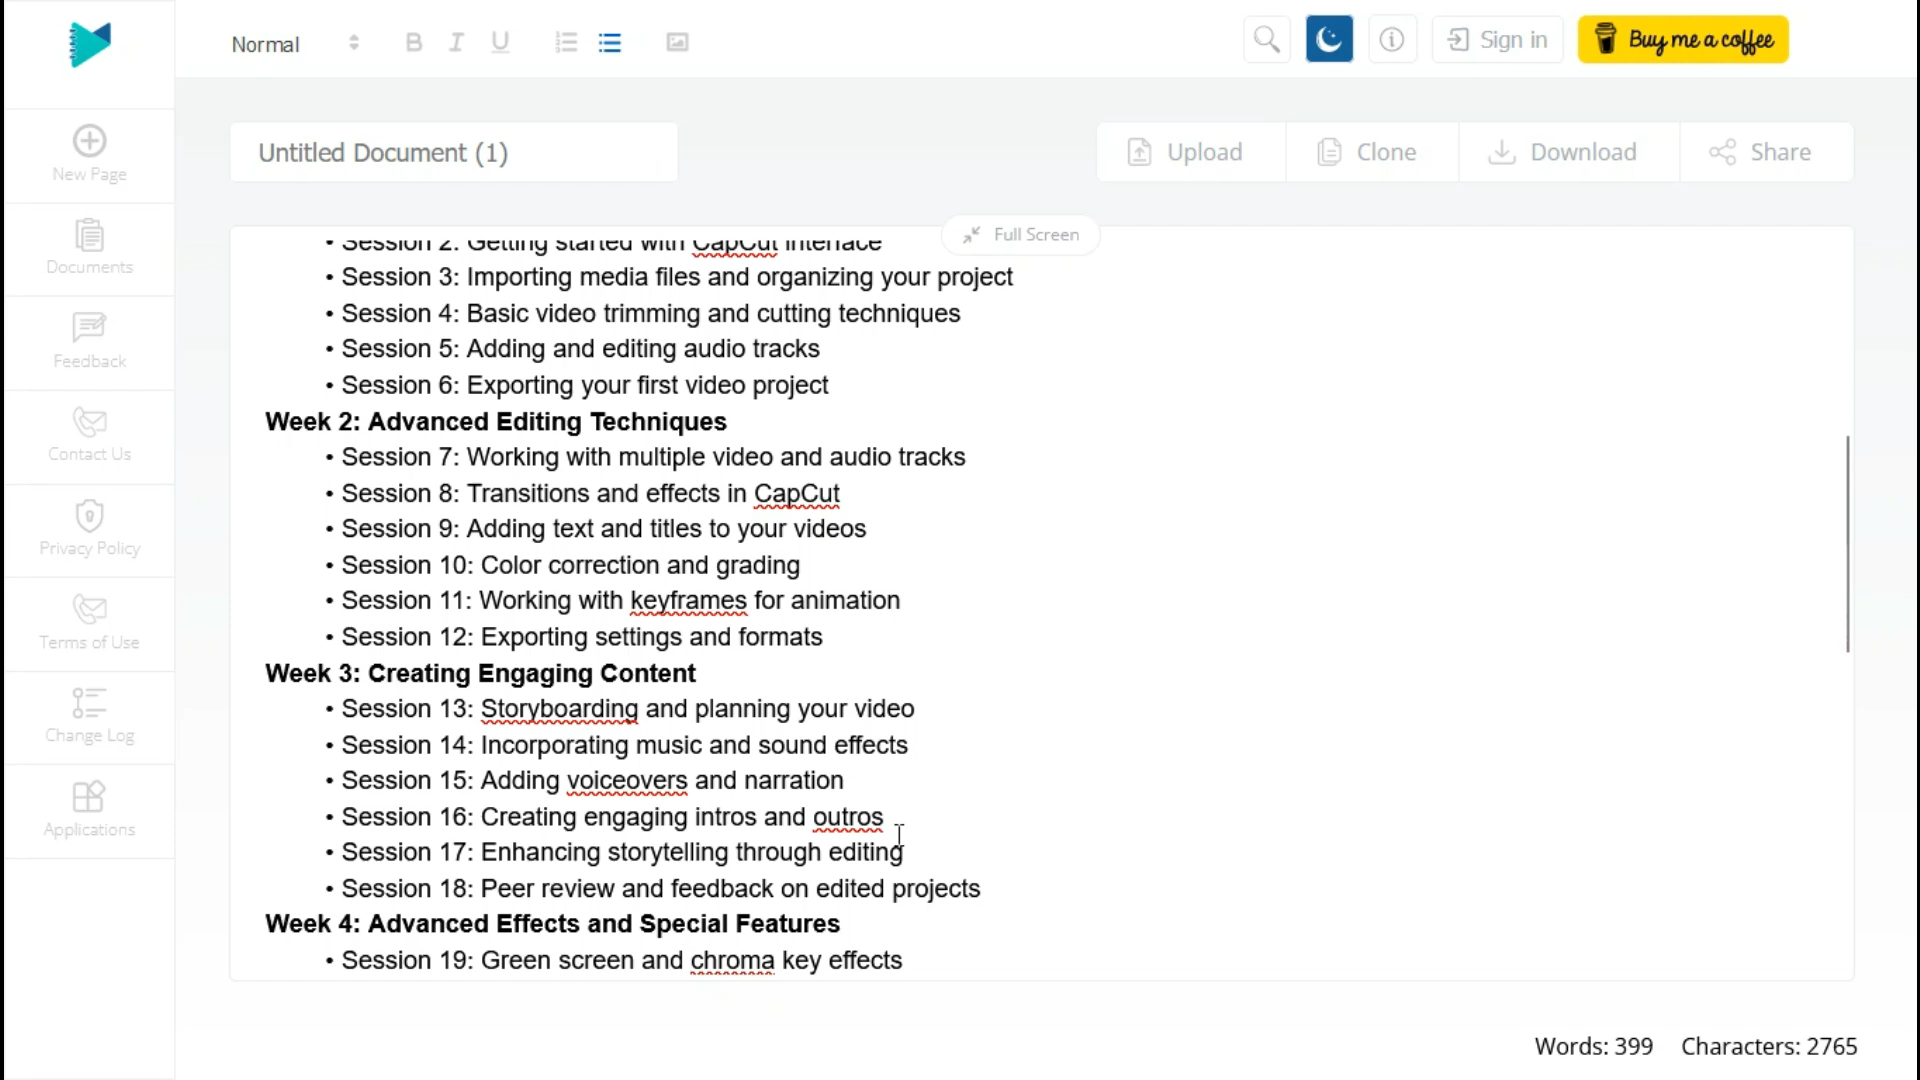 Normal
B I U
Sign in
Buy me a coffee
Untitled Document (1)
Upload
Clone
Download
Share
New Page
Documents
Feedback
Contact Us
Privacy Policy
Terms of Use
Change Log
Applications
Full Screen
• Session 2: Getting started with CapCut interface
• Session 3: Importing media files and organizing your project
• Session 4: Basic video trimming and cutting techniques
• Session 5: Adding and editing audio tracks
• Session 6: Exporting your first video project
Week 2: Advanced Editing Techniques
• Session 7: Working with multiple video and audio tracks
• Session 8: Transitions and effects in CapCut
• Session 9: Adding text and titles to your videos
• Session 10: Color correction and grading
• Session 11: Working with keyframes for animation
• Session 12: Exporting settings and formats
Week 3: Creating Engaging Content
• Session 13: Storyboarding and planning your video
• Session 14: Incorporating music and sound effects
• Session 15: Adding voiceovers and narration
• Session 16: Creating engaging intros and outros
• Session 17: Enhancing storytelling through editing
• Session 18: Peer review and feedback on edited projects
Week 4: Advanced Effects and Special Features
• Session 19: Green screen and chroma key effects
Words: 399 Characters: 2765